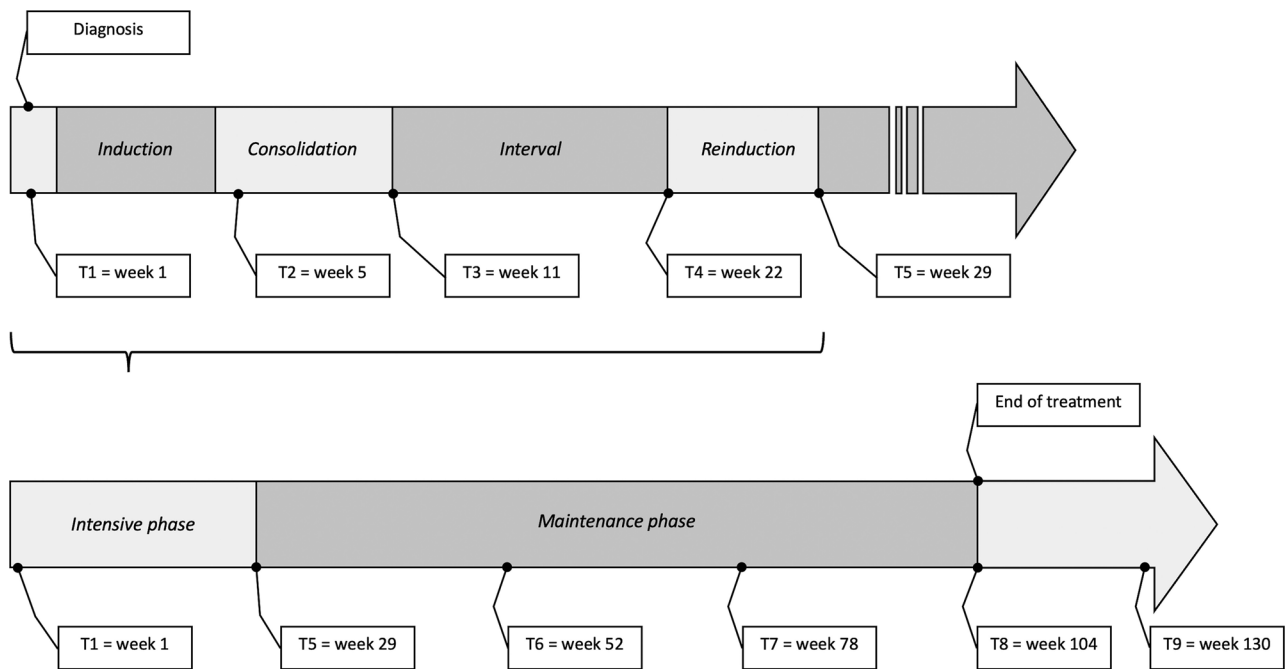 Diagnosis
Induction
Consolidation
Interval
Reinduction
T1 = week 1
T2 = week 5
T3 = week 11
T4 = week 22
T5 = week 29
End of treatment
Intensive phase
Maintenance phase
T1 = week 1
T5 = week 29
T6 = week 52
T7 = week 78
T8 = week 104
T9 = week 130